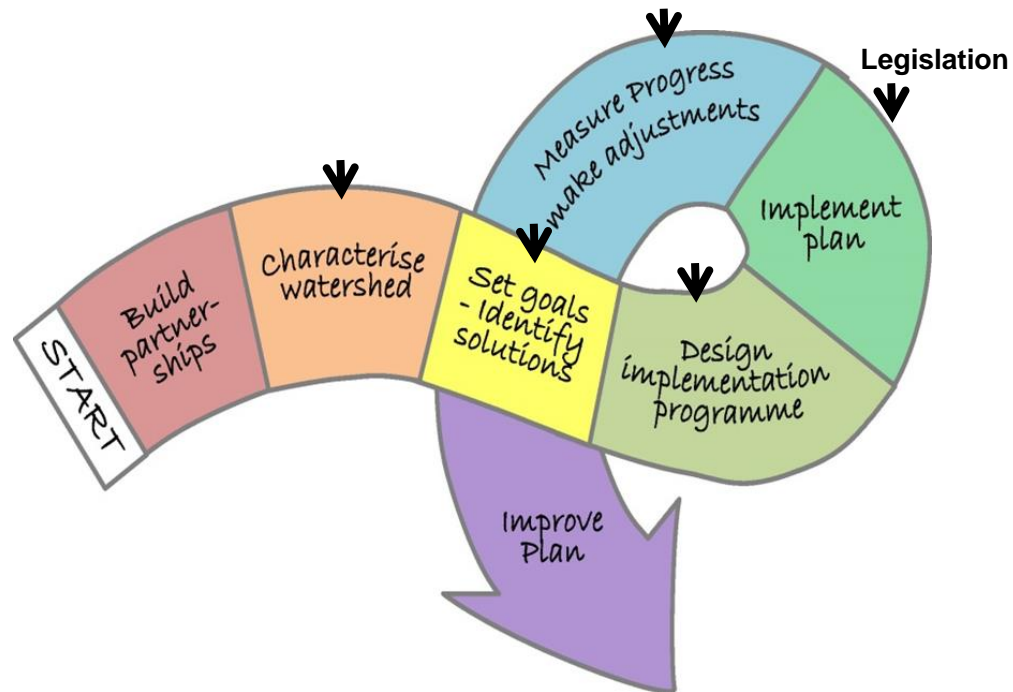 START
Build
partner-
ships
Characterise
watershed
Set goals
- Identify
solutions
Design
implementation
programme
Implement
plan
Legislation
Measure Progress
make adjustments
Improve
Plan